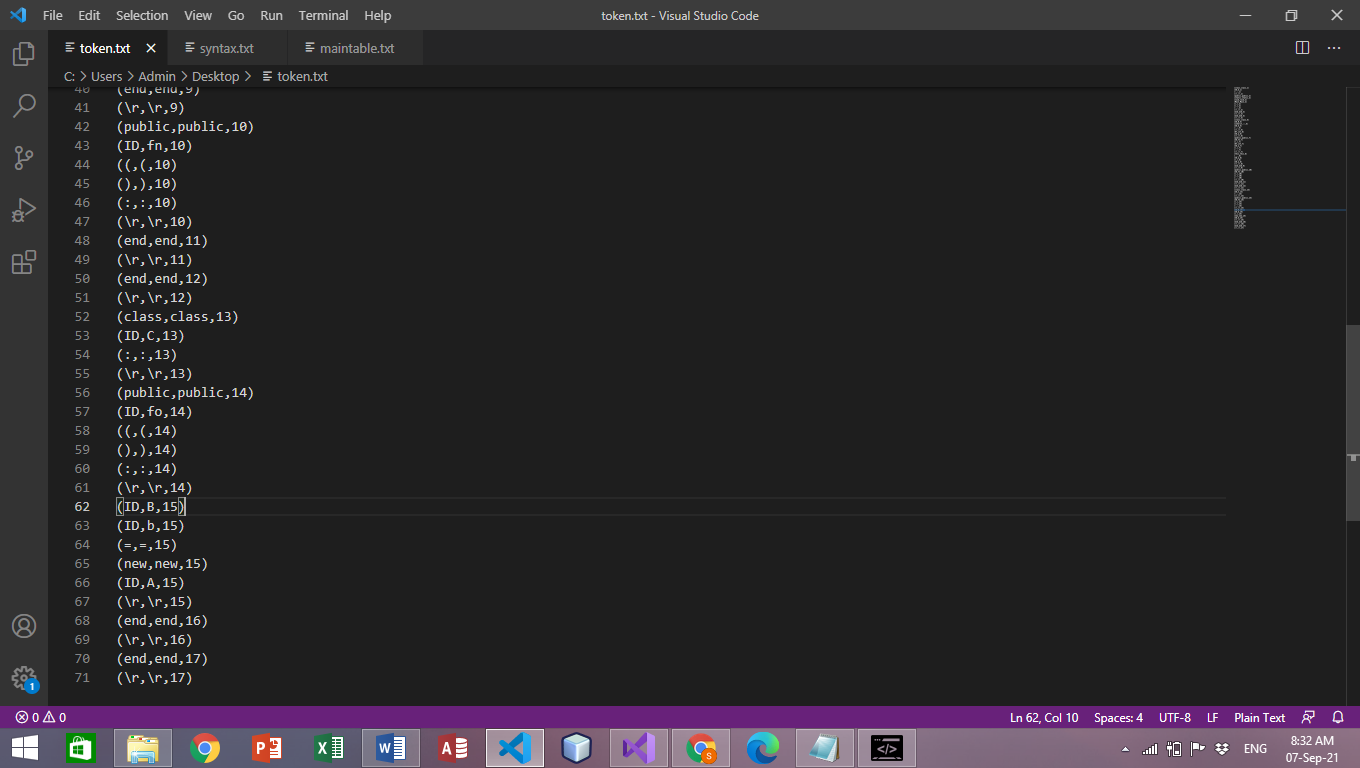 File Edit Selection View Go Run Terminal Help token.txt - Visual Studio Code
token.txt syntax.txt maintable.txt
C: > Users > Admin > Desktop > token.txt
40 (end,end,9)
41 (\r,\r,9)
42 (public,public,10)
43 (ID,fn,10)
44 ((,(,10)
45 (),),10)
46 (:,:,10)
47 (\r,\r,10)
48 (end,end,11)
49 (\r,\r,11)
50 (end,end,12)
51 (\r,\r,12)
52 (class,class,13)
53 (ID,C,13)
54 (:,:,13)
55 (\r,\r,13)
56 (public,public,14)
57 (ID,fo,14)
58 ((,(,14)
59 (),),14)
60 (:,:,14)
61 (\r,\r,14)
62 (ID,B,15)
63 (ID,b,15)
64 (=,=,15)
65 (new,new,15)
66 (ID,A,15)
67 (\r,\r,15)
68 (end,end,16)
69 (\r,\r,16)
70 (end,end,17)
71 (\r,\r,17)
1
0 0 Ln 62, Col 10 Spaces: 4 UTF-8 LF Plain Text
ENG 8:32 AM
07-Sep-21